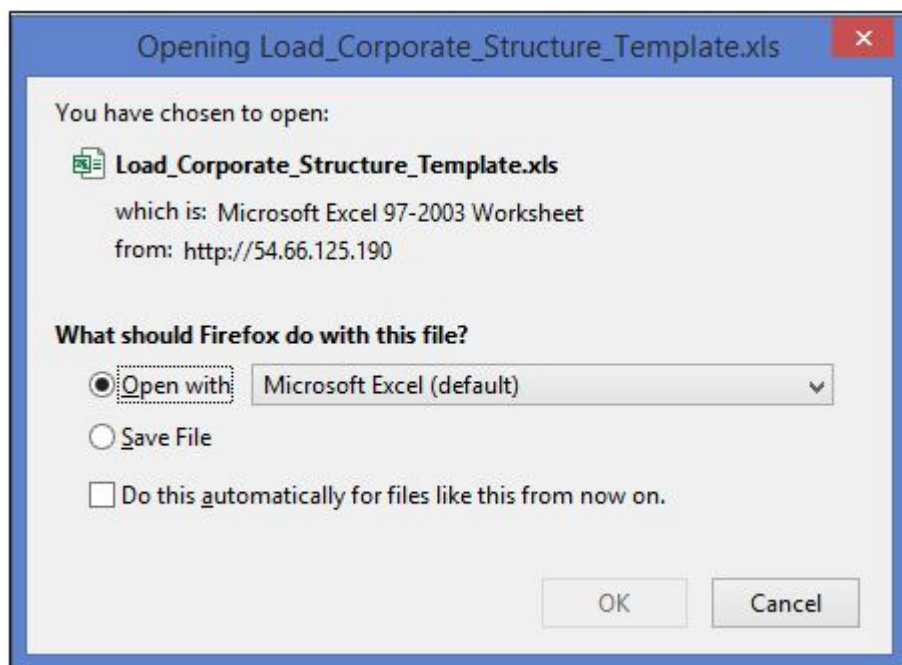 Opening Load_Corporate_Structure_Template.xls
You have chosen to open:
Load_Corporate_Structure_Template.xls
which is: Microsoft Excel 97-2003 Worksheet
from: http://54.66.125.190
What should Firefox do with this file?
Open with Microsoft Excel (default)
Save File
Do this automatically for files like this from now on.
OK Cancel